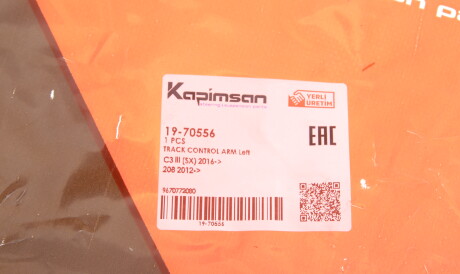 Kapimsan
YERLİ
ÜRETİM
19-70556
1 PCS
TRACK CONTROL ARM Left
C3 III (SX) 2016->
208 2012->
EAC
9670773080
19-70556